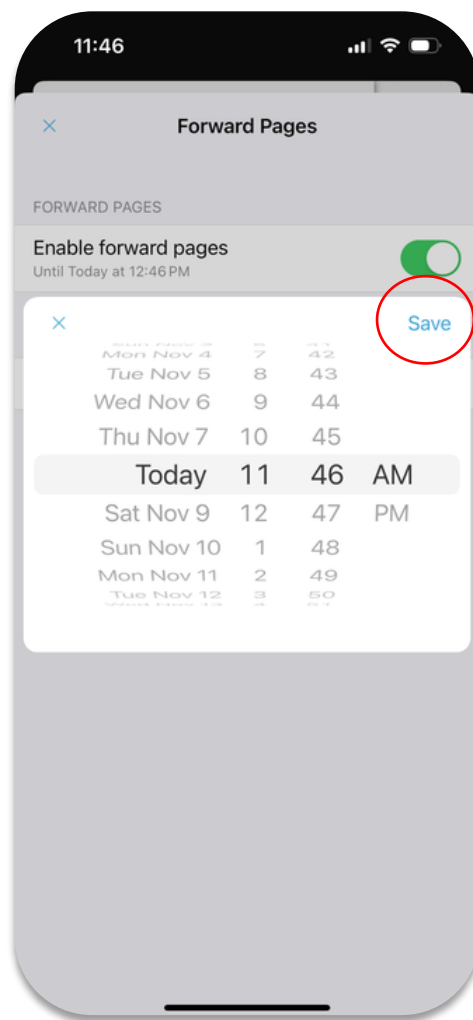 11:46
Forward Pages
FORWARD PAGES
Enable forward pages
Until Today at 12:46 PM
Save
Mon Nov 4 7 42
Tue Nov 5 8 43
Wed Nov 6 9 44
Thu Nov 7 10 45
Today 11 46 AM
Sat Nov 9 12 47 PM
Sun Nov 10 1 48
Mon Nov 11 2 49
Tue Nov 12 3 50